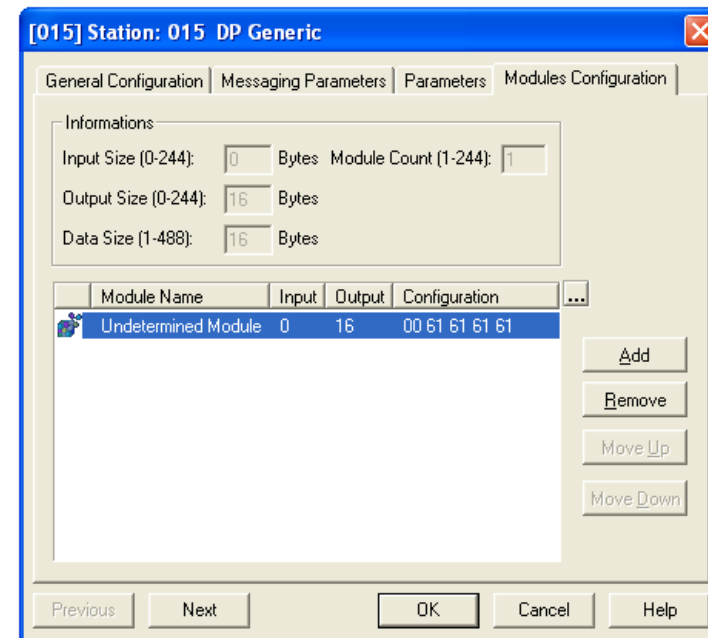 [015] Station: 015 DP Generic
General Configuration Messaging Parameters Parameters Modules Configuration
Informations
Input Size (0-244): 0 Bytes Module Count (1-244): 1
Output Size (0-244): 16 Bytes
Data Size (1-488): 16 Bytes
Module Name Input Output Configuration ...
Undetermined Module 0 16 00 61 61 61 61
Add
Remove
Move Up
Move Down
Previous Next OK Cancel Help